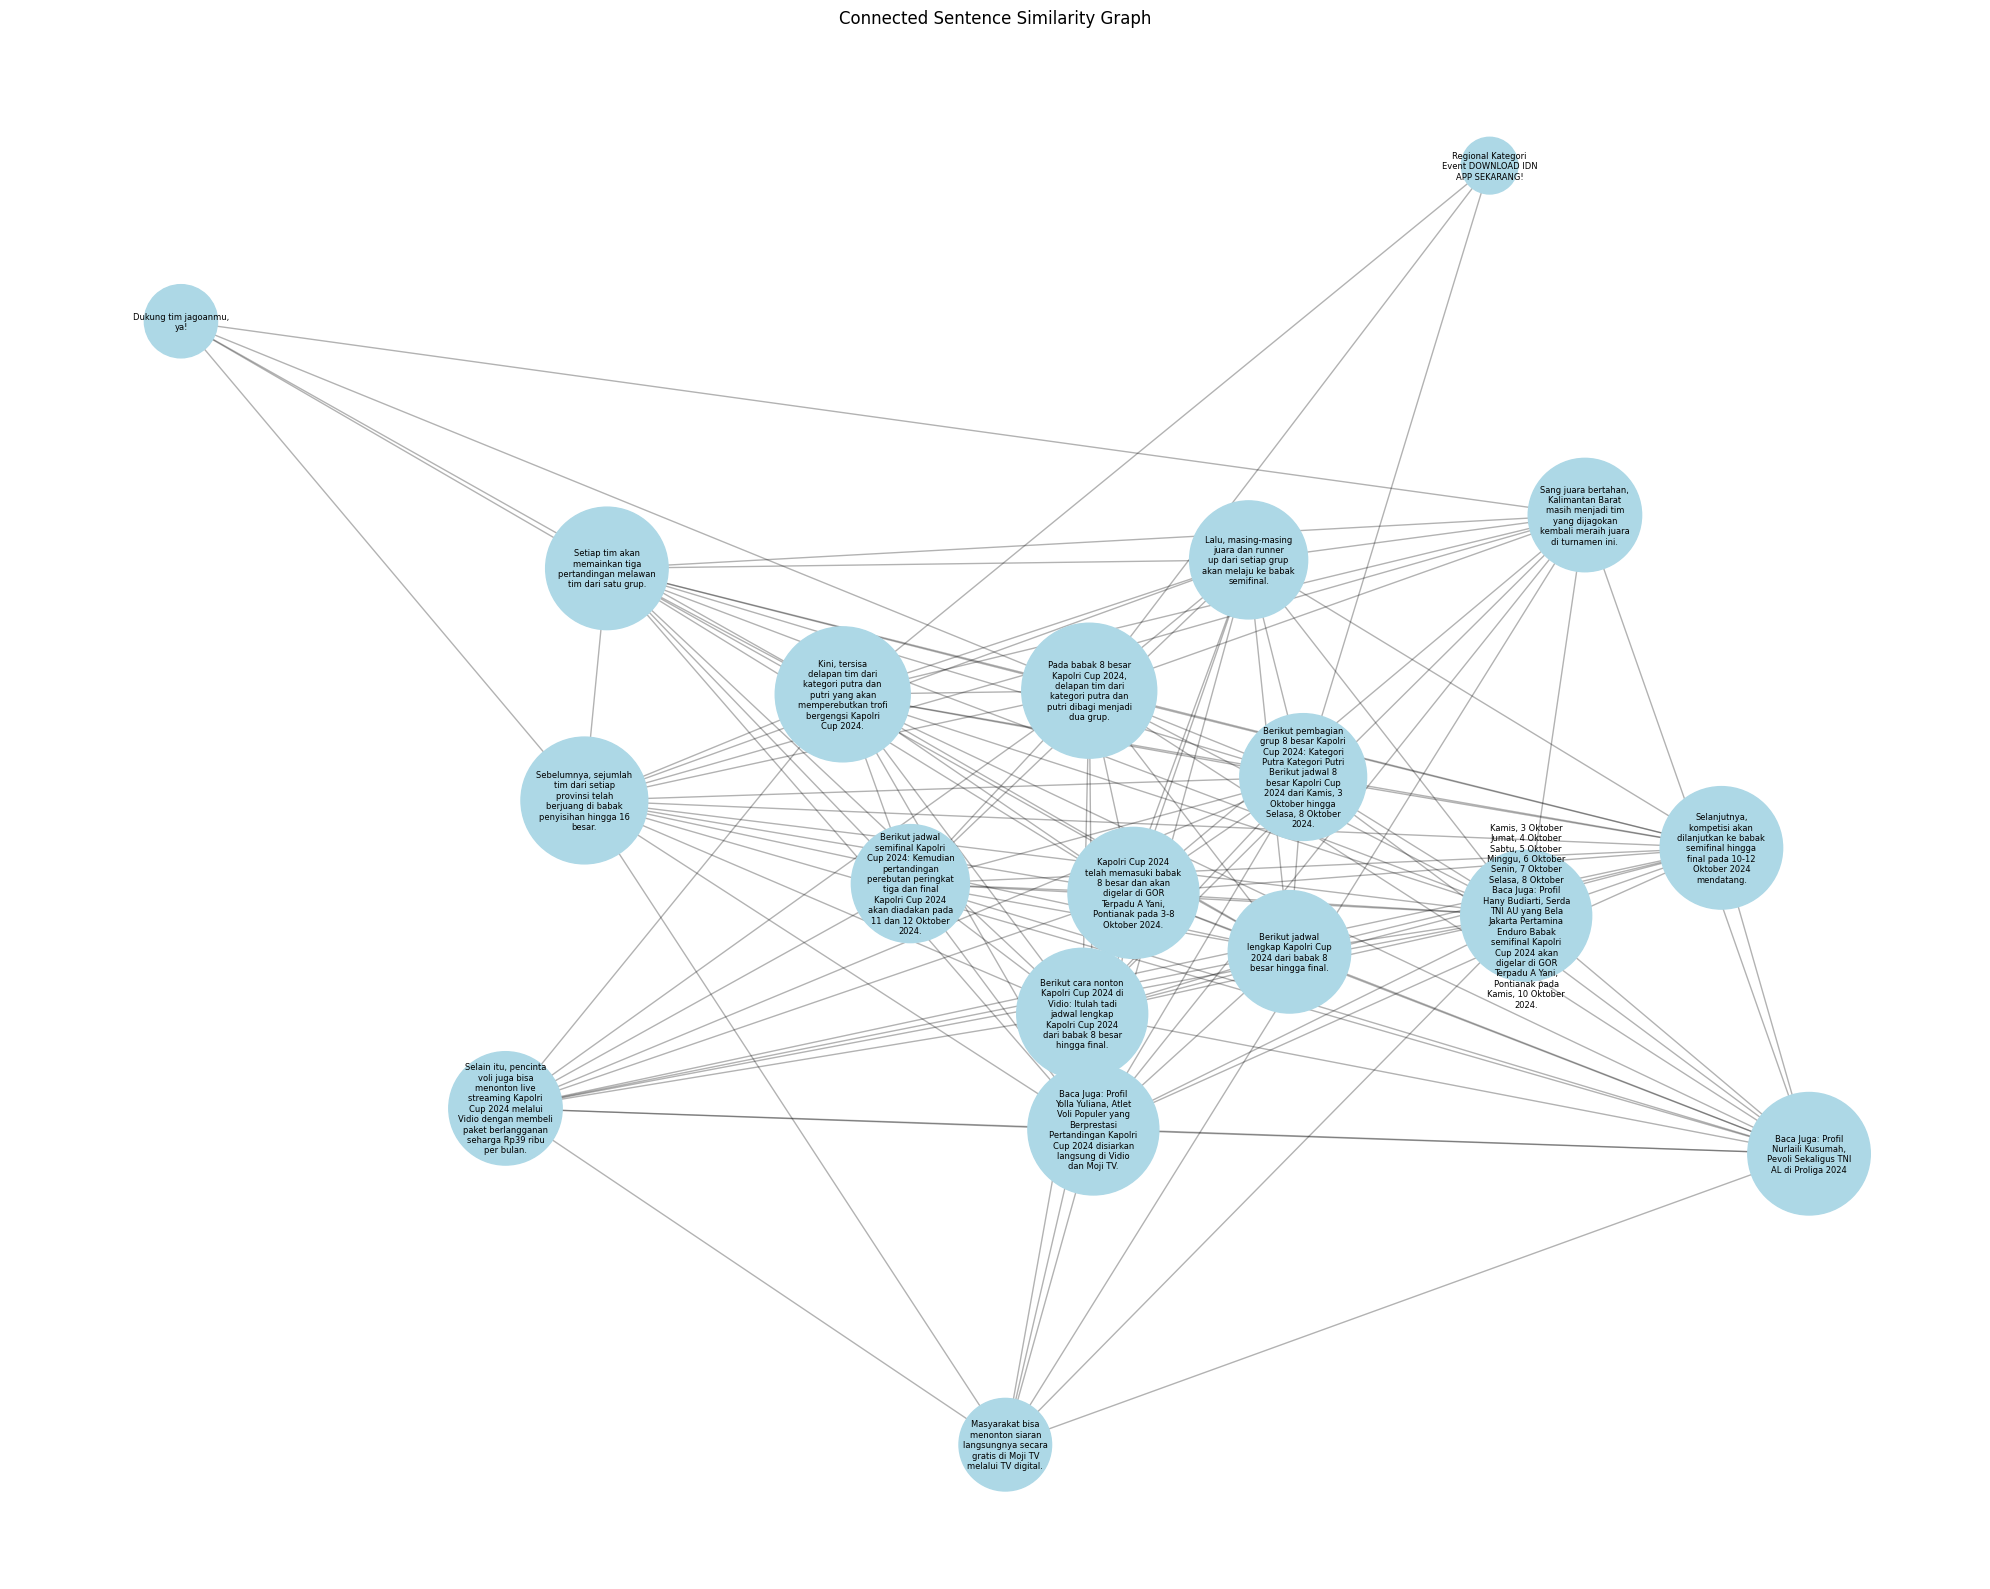 Connected Sentence Similarity Graph
Regional Kategori
Event DOWNLOAD IDN
APP SEKARANG!
Dukung tim jagoanmu,
ya!
Sang juara bertahan,
Kalimantan Barat
masih menjadi tim
yang dijagokan
kembali meraih juara
di turnamen ini.
Setiap tim akan
memainkan tiga
pertandingan melawan
tim dari satu grup.
Lalu, masing-masing
juara dan runner
up dari setiap grup
akan melaju ke babak
semifinal.
Kini, tersisa
delapan tim dari
kategori putra dan
putri yang akan
memperebutkan trofi
bergengsi Kapolri
Cup 2024.
Pada babak 8 besar
Kapolri Cup 2024,
delapan tim dari
kategori putra dan
putri dibagi menjadi
dua grup.
Berikut pembagian
grup 8 besar Kapolri
Cup 2024: Kategori
Putra Kategori Putri
Berikut jadwal 8
besar Kapolri Cup
2024 dari Kamis, 3
Oktober hingga
Selasa, 8 Oktober
2024.
Sebelumnya, sejumlah
tim dari setiap
provinsi telah
berjuang di babak
penyisihan hingga 16
besar.
Selanjutnya,
kompetisi akan
dilanjutkan ke babak
semifinal hingga
final pada 10-12
Oktober 2024
mendatang.
Berikut jadwal
semifinal Kapolri
Cup 2024: Kemudian
pertandingan
perebutan peringkat
tiga dan final
Kapolri Cup 2024
akan diadakan pada
11 dan 12 Oktober
2024.
Kapolri Cup 2024
telah memasuki babak
8 besar dan akan
digelar di GOR
Terpadu A Yani,
Pontianak pada 3-8
Oktober 2024.
Kamis, 3 Oktober
Jumat, 4 Oktober
Sabtu, 5 Oktober
Minggu, 6 Oktober
Senin, 7 Oktober
Selasa, 8 Oktober
Baca Juga: Profil
Hany Budiarti, Serda
TNI AU yang Bela
Jakarta Pertamina
Enduro Babak
semifinal Kapolri
Cup 2024 akan
digelar di GOR
Terpadu A Yani,
Pontianak pada
Kamis, 10 Oktober
2024.
Berikut jadwal
lengkap Kapolri Cup
2024 dari babak 8
besar hingga final.
Berikut cara nonton
Kapolri Cup 2024 di
Vidio: Itulah tadi
jadwal lengkap
Kapolri Cup 2024
dari babak 8 besar
hingga final.
Selain itu, pencinta
voli juga bisa
menonton live
streaming Kapolri
Cup 2024 melalui
Vidio dengan membeli
paket berlangganan
seharga Rp39 ribu
per bulan.
Baca Juga: Profil
Yolla Yuliana, Atlet
Voli Populer yang
Berprestasi
Pertandingan Kapolri
Cup 2024 disiarkan
langsung di Vidio
dan Moji TV.
Baca Juga: Profil
Nurlaili Kusumah,
Pevoli Sekaligus TNI
AL di Proliga 2024
Masyarakat bisa
menonton siaran
langsungnya secara
gratis di Moji TV
melalui TV digital.